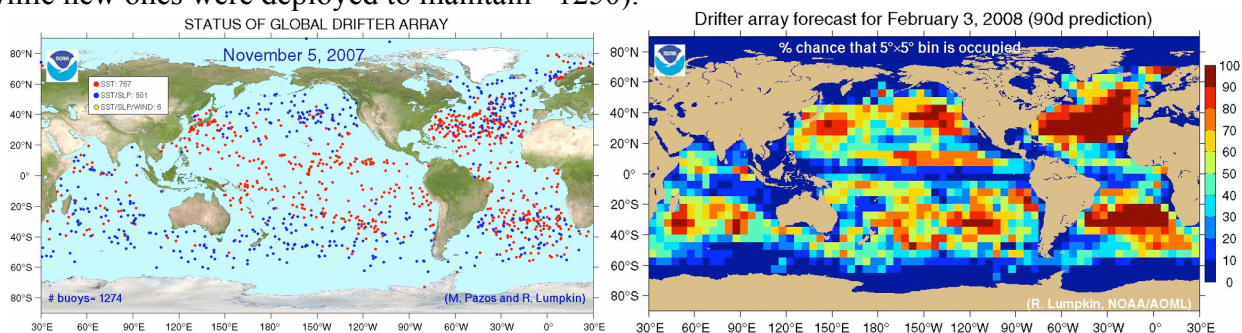 while new ones were deployed to maintain ~1250).
STATUS OF GLOBAL DRIFTER ARRAY
November 5, 2007
80°N
60°N
40°N
20°N
0°
20°S
40°S
60°S
80°S
NOAA
SST: 767
SST/SLP: 501
SST/SLP/WIND: 6
# buoys= 1274
(M. Pazos and R. Lumpkin)
30°E 60°E 90°E 120°E 150°E 180°W 150°W 120°W 90°W 60°W 30°W 0° 30°E
Drifter array forecast for February 3, 2008 (90d prediction)
% chance that 5°×5° bin is occupied
80°N
60°N
40°N
20°N
0°
20°S
40°S
60°S
80°S
NOAA
(R. Lumpkin, NOAA/AOML)
30°E 60°E 90°E 120°E 150°E 180°W 150°W 120°W 90°W 60°W 30°W 0° 30°E
100
90
80
70
60
50
40
30
20
10
0